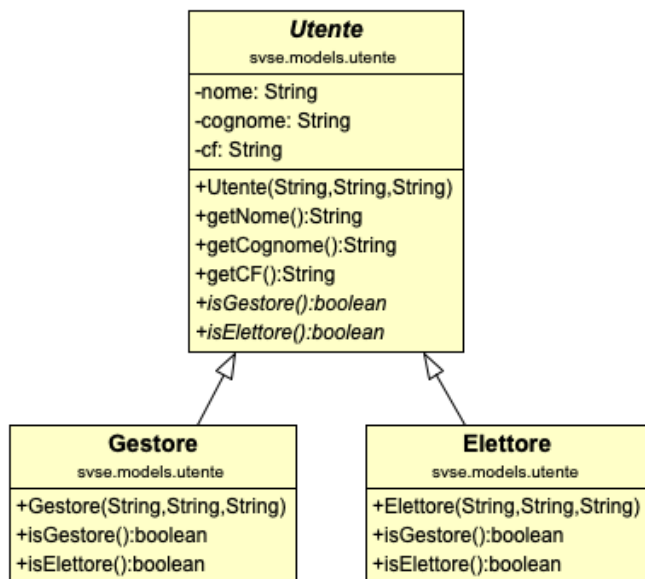 Utente
svse.models.utente
-nome: String
-cognome: String
-cf: String
+Utente(String,String,String)
+getNome():String
+getCognome():String
+getCF():String
+isGestore():boolean
+isElettore():boolean
Gestore
svse.models.utente
+Gestore(String,String,String)
+isGestore():boolean
+isElettore():boolean
Elettore
svse.models.utente
+Elettore(String,String,String)
+isGestore():boolean
+isElettore():boolean